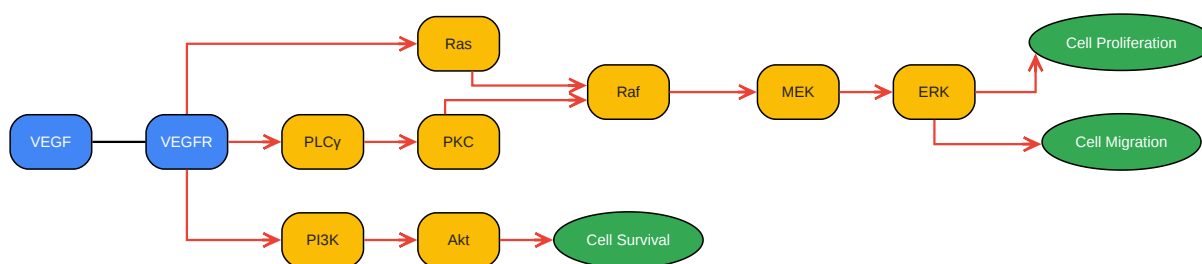 Ras
Cell Proliferation
Raf
MEK
ERK
VEGF
VEGFR
PLCγ
PKC
Cell Migration
PI3K
Akt
Cell Survival